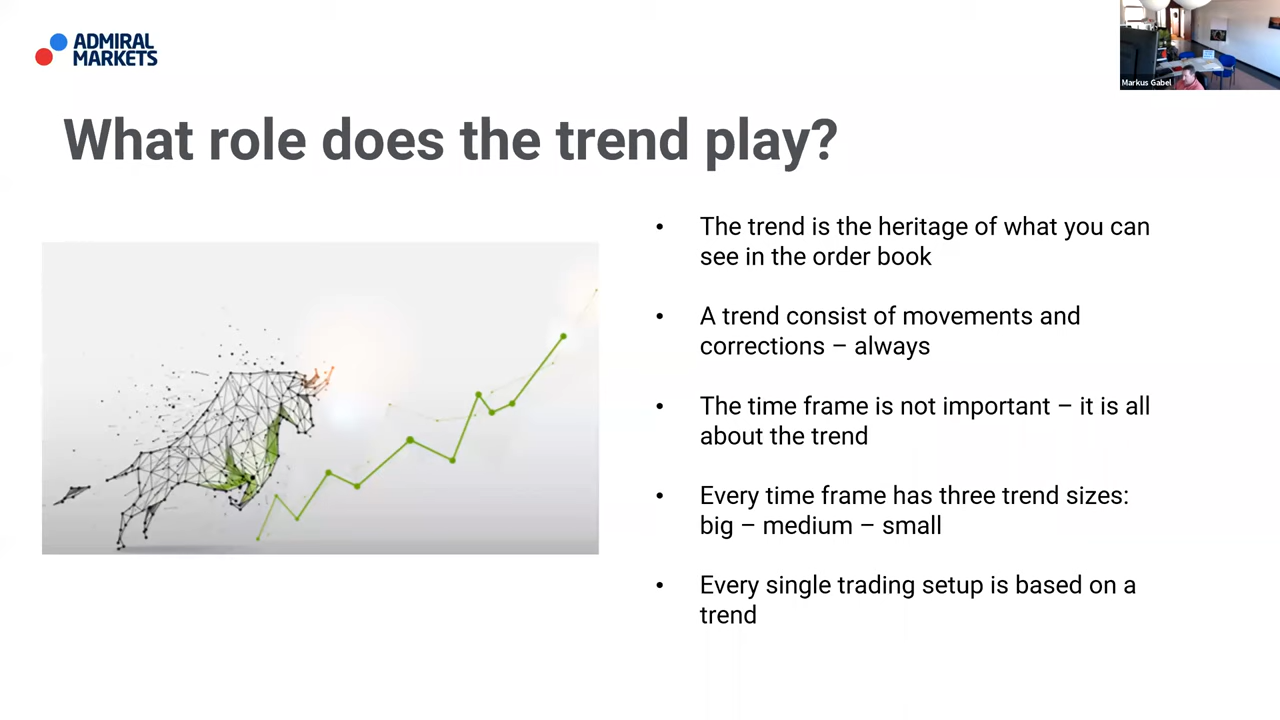 ADMIRAL
MARKETS
Markus Gabel
What role does the trend play?
• The trend is the heritage of what you can
see in the order book
• A trend consist of movements and
corrections – always
• The time frame is not important – it is all
about the trend
• Every time frame has three trend sizes:
big – medium – small
• Every single trading setup is based on a
trend